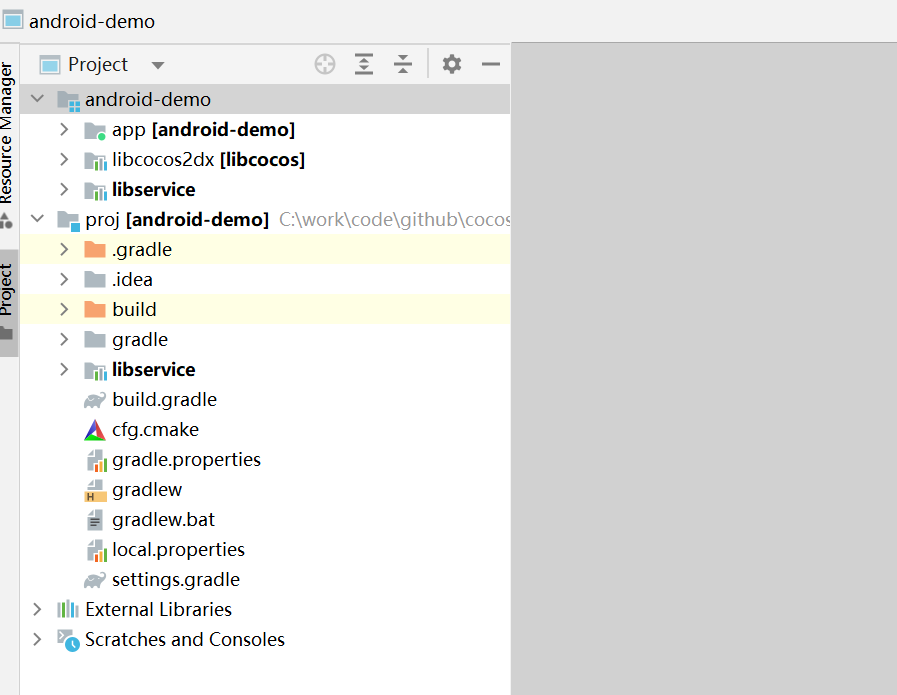 android-demo
Resource Manager
Project
Project
android-demo
app [android-demo]
libcocos2dx [libcocos]
libservice
proj [android-demo] C:\work\code\github\cocos
.gradle
.idea
build
gradle
libservice
build.gradle
cfg.cmake
gradle.properties
gradlew
gradlew.bat
local.properties
settings.gradle
External Libraries
Scratches and Consoles